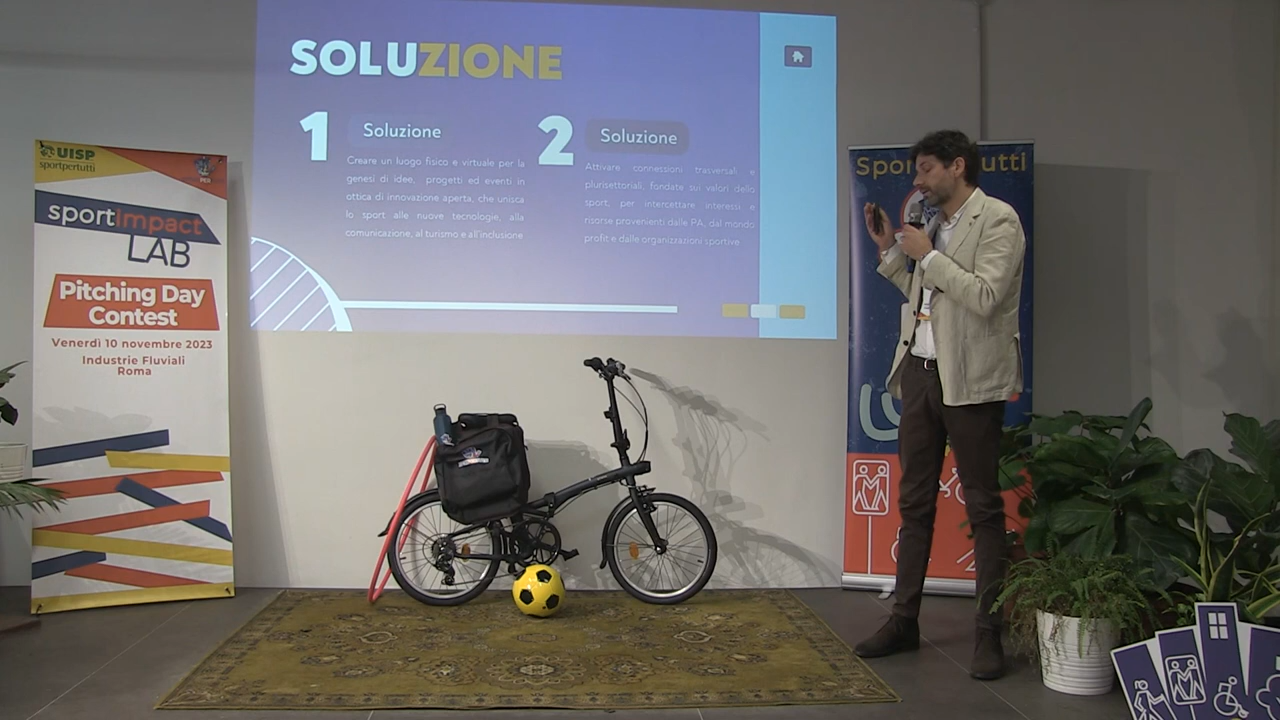 UISP
sportpertutti
sportimpact
LAB
Pitching Day
Contest
Venerdì 10 novembre 2023
Industrie Fluviali
Roma
SOLUZIONE
1
Soluzione
Creare un luogo fisico e virtuale per la
genesi di idee, progetti ed eventi in
ottica di innovazione aperta, che unisca
lo sport alle nuove tecnologie, alla
comunicazione, al turismo e all'inclusione
2
Soluzione
Attivare connessioni trasversali e
plurisettoriali, fondate sui valori dello
sport, per intercettare interessi e
risorse provenienti dalle PA, dal mondo
profit e dalle organizzazioni sportive